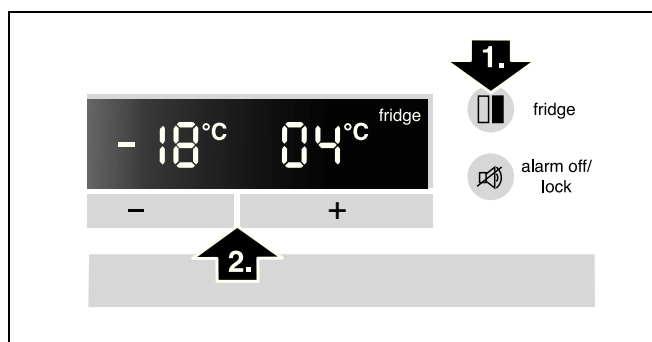 1.
fridge
-18°C 04°C fridge
alarm off/
lock
− +
2.